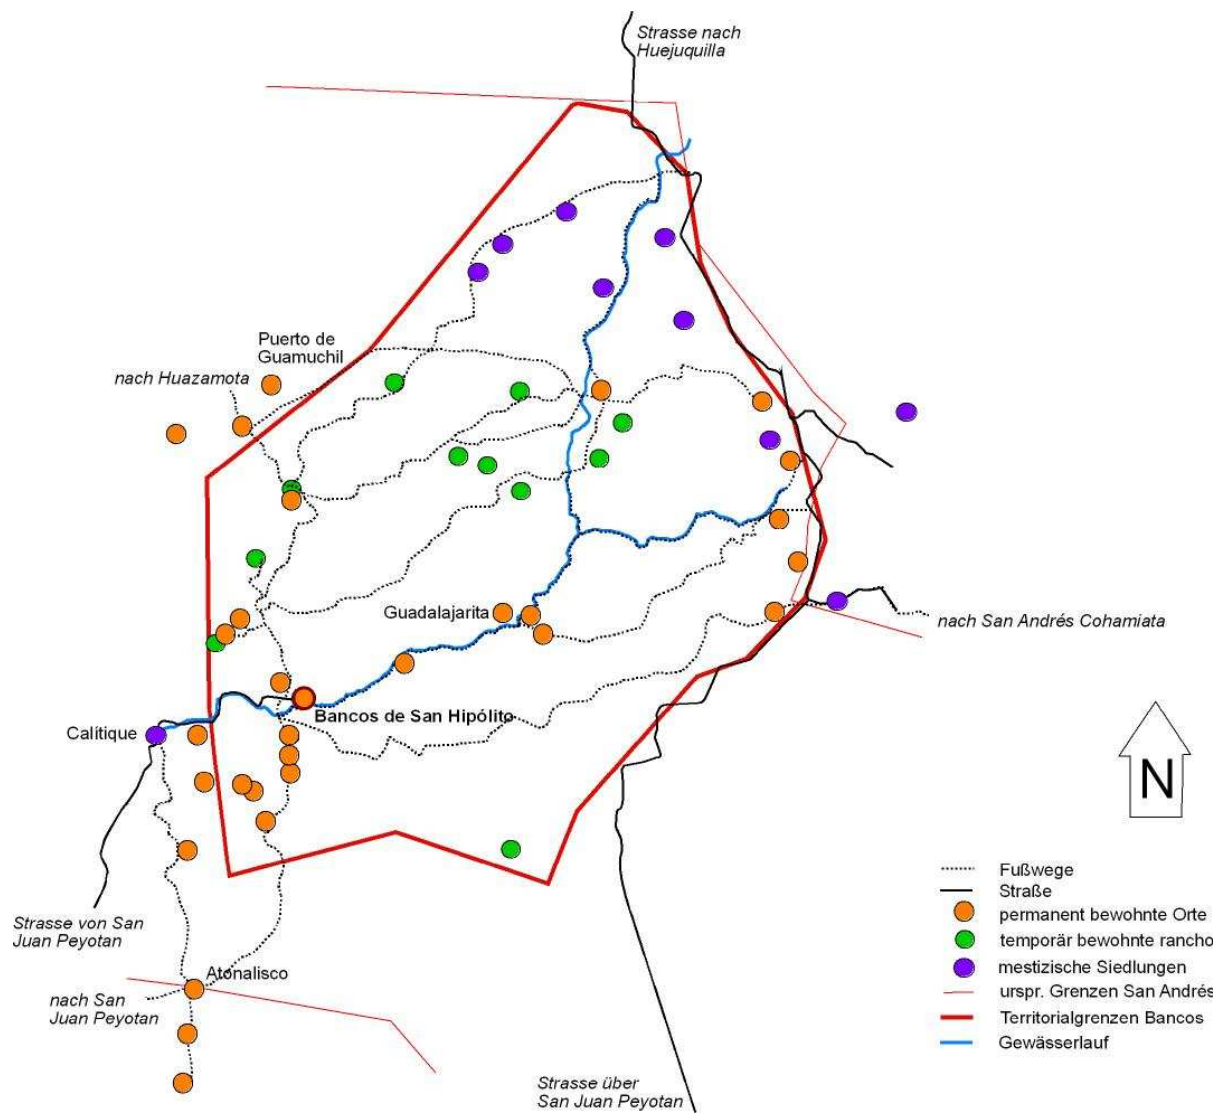 Strasse nach
Huejuquilla
Puerto de
Guamuchil
nach Huazamota
Guadalajarita
nach San Andrés Cohamiata
Bancos de San Hipólito
Calítique
N
Strasse von San
Juan Peyotan
Atonalisco
nach San
Juan Peyotan
Strasse über
San Juan Peyotan
Fußwege
Straße
permanent bewohnte Orte
temporär bewohnte rancho
mestizische Siedlungen
urspr. Grenzen San Andrés
Territorialgrenzen Bancos
Gewässerlauf